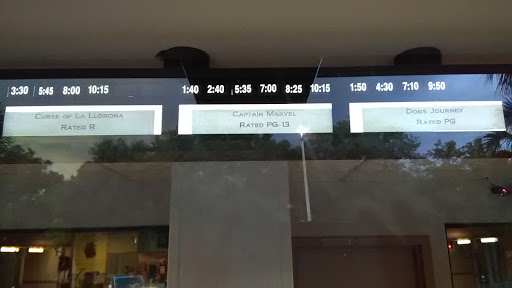 3:30 5:45 8:00 10:15
Curse of La Llorona
Rated R
1:40 2:40 5:35 7:00 8:25 10:15
Captain Marvel
Rated PG-13
1:50 4:30 7:10 9:50
Dogs Journey
Rated PG